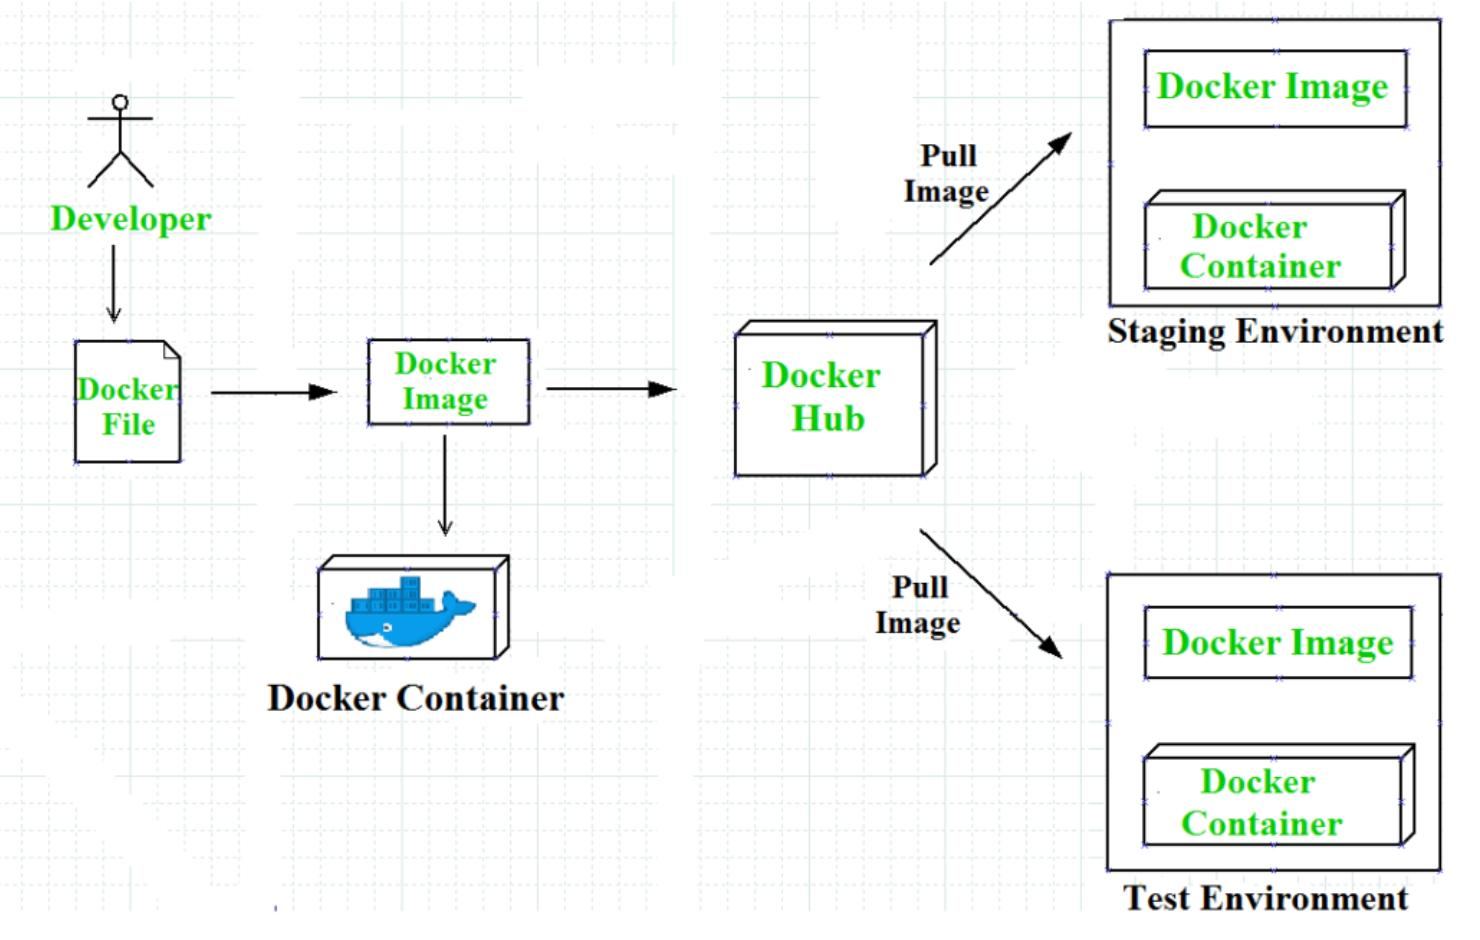 Developer
Docker
File
Docker
Image
Docker Container
Docker
Hub
Pull
Image
Docker Image
Docker
Container
Staging Environment
Pull
Image
Docker Image
Docker
Container
Test Environment